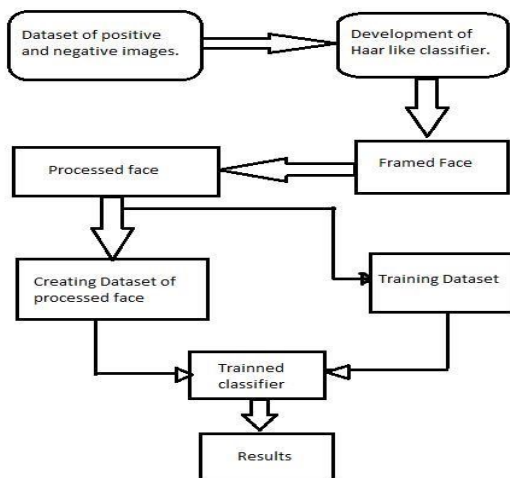 Dataset of positive
and negative images.
Development of
Haar like classifier.
Processed face
Framed Face
Creating Dataset of
processed face
Training Dataset
Trainned
classifier
Results